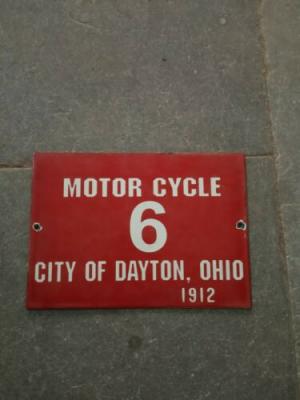 MOTOR CYCLE
6
CITY OF DAYTON, OHIO
1912